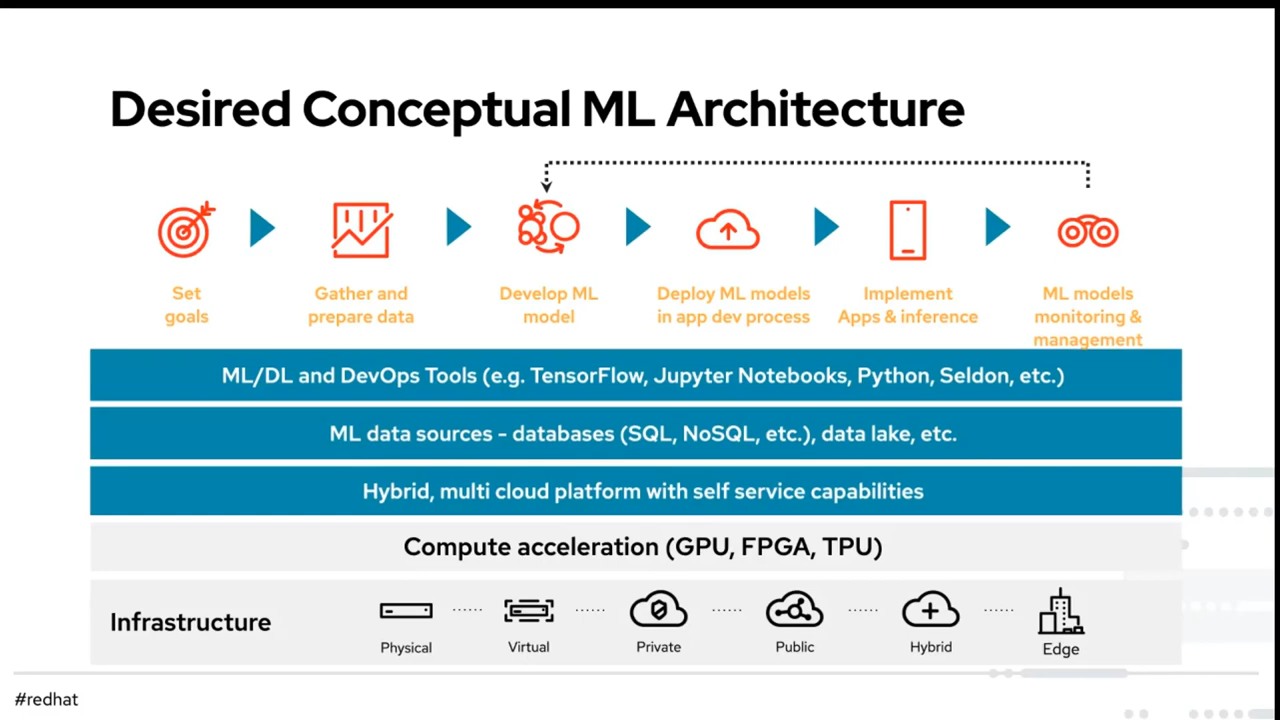 Desired Conceptual ML Architecture
Set
goals
Gather and
prepare data
Develop ML
model
Deploy ML models
in app dev process
Implement
Apps & inference
ML models
monitoring &
management
ML/DL and DevOps Tools (e.g. TensorFlow, Jupyter Notebooks, Python, Seldon, etc.)
ML data sources - databases (SQL, NoSQL, etc.), data lake, etc.
Hybrid, multi cloud platform with self service capabilities
Compute acceleration (GPU, FPGA, TPU)
Infrastructure
Physical
Virtual
Private
Public
Hybrid
Edge
#redhat